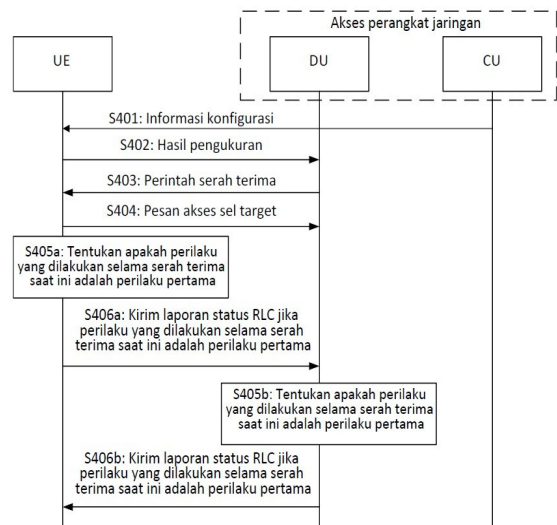 Akses perangkat jaringan
UE
DU
CU
S401: Informasi konfigurasi
S402: Hasil pengukuran
S403: Perintah serah terima
S404: Pesan akses sel target
S405a: Tentukan apakah perilaku
yang dilakukan selama serah terima
saat ini adalah perilaku pertama
S406a: Kirim laporan status RLC jika
perilaku yang dilakukan selama serah
terima saat ini adalah perilaku pertama
S405b: Tentukan apakah perilaku
yang dilakukan selama serah terima
saat ini adalah perilaku pertama
S406b: Kirim laporan status RLC jika
perilaku yang dilakukan selama serah
terima saat ini adalah perilaku pertama